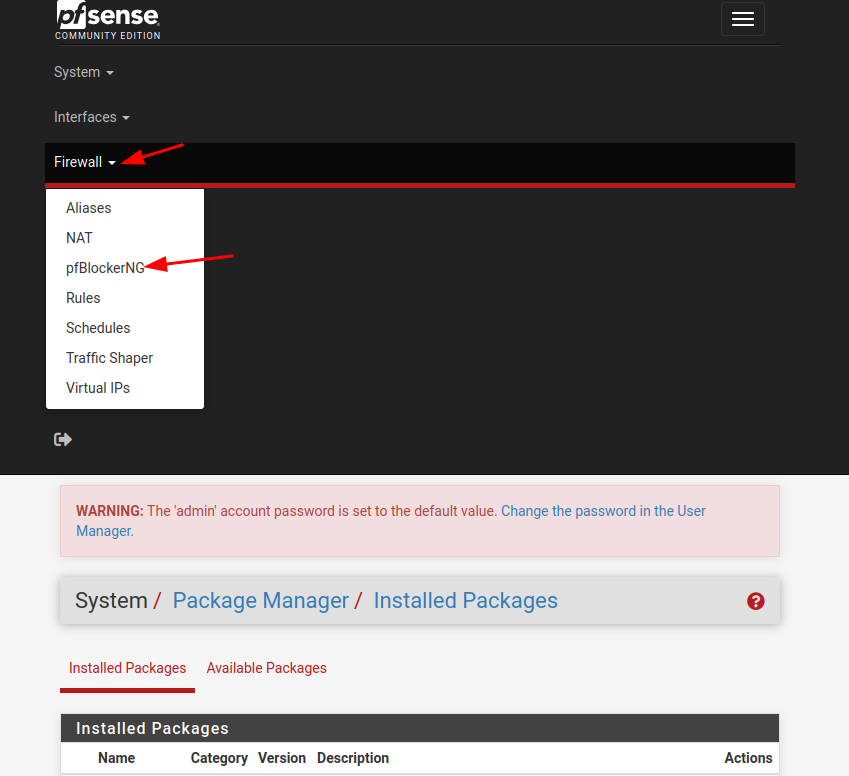 pfsense
COMMUNITY EDITION
System
Interfaces
Firewall
Aliases
NAT
pfBlockerNG
Rules
Schedules
Traffic Shaper
Virtual IPs
WARNING: The 'admin' account password is set to the default value. Change the password in the User
Manager.
System / Package Manager / Installed Packages
?
Installed Packages Available Packages
Installed Packages
Name Category Version Description Actions